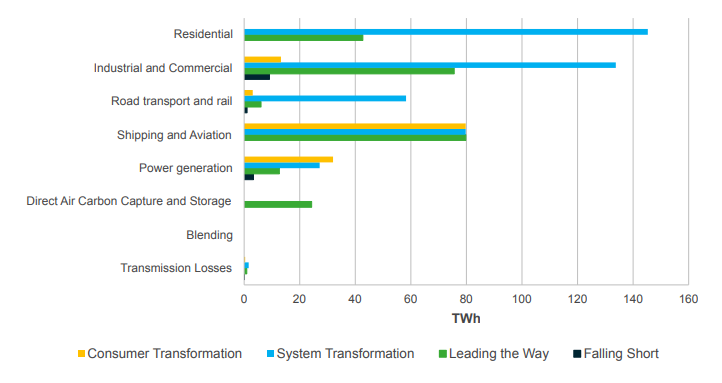 Residential
Industrial and Commercial
Road transport and rail
Shipping and Aviation
Power generation
Direct Air Carbon Capture and Storage
Blending
Transmission Losses
0 20 40 60 80 100 120 140 160
TWh
Consumer Transformation System Transformation Leading the Way Falling Short